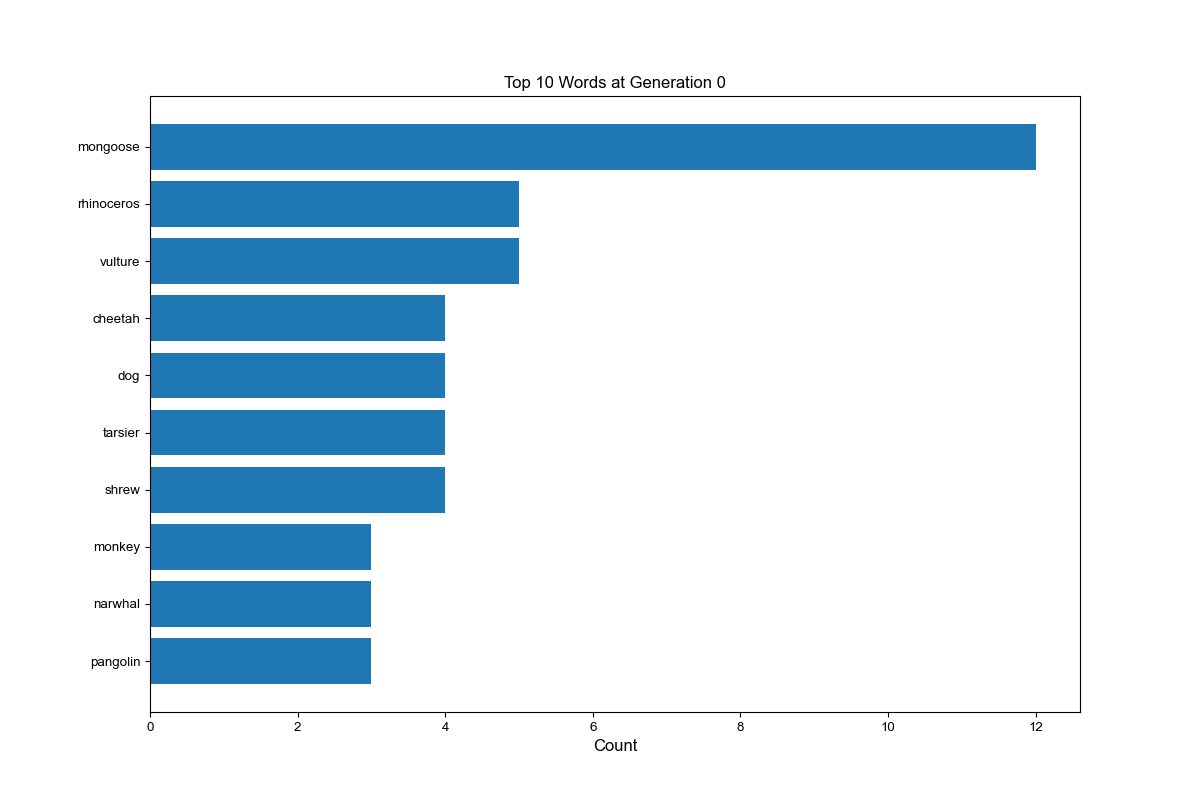 Top 10 Words at Generation 0
mongoose
rhinoceros
vulture
cheetah
dog
tarsier
shrew
monkey
narwhal
pangolin
0 2 4 6 8 10 12
Count